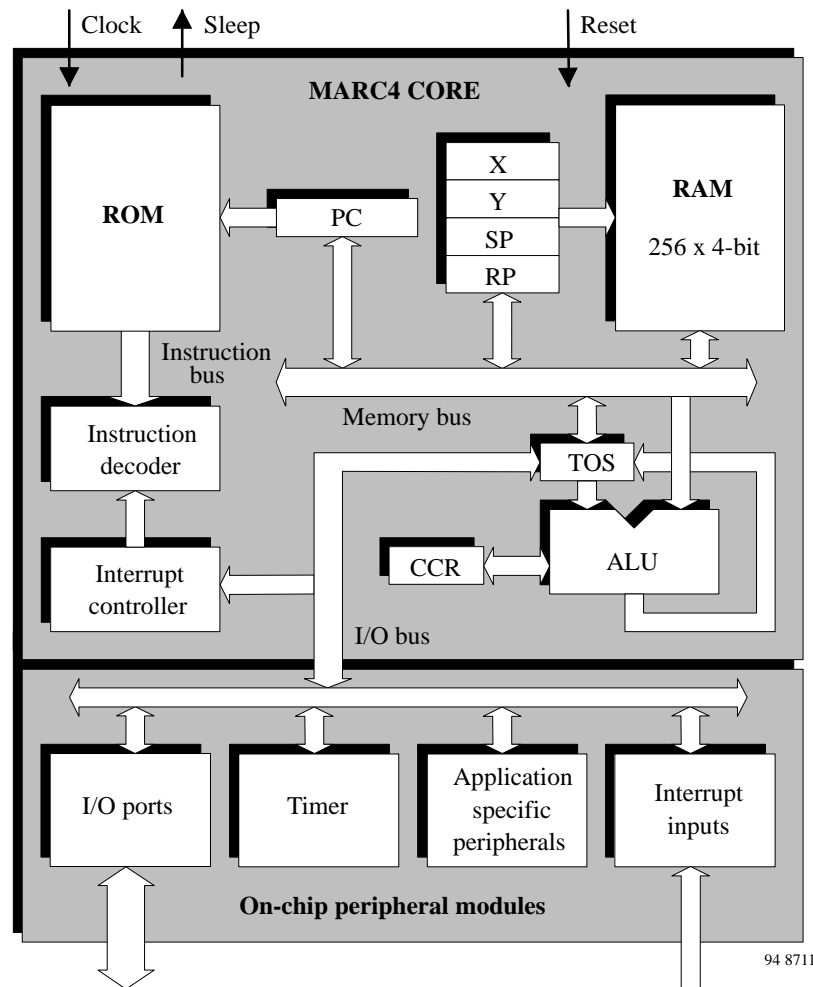 Clock
Sleep
Reset
MARC4 CORE
ROM
PC
X
Y
SP
RP
RAM
256 x 4-bit
Instruction
bus
Memory bus
Instruction
decoder
TOS
CCR
ALU
Interrupt
controller
I/O bus
I/O ports
Timer
Application
specific
peripherals
Interrupt
inputs
On-chip peripheral modules
94 8711